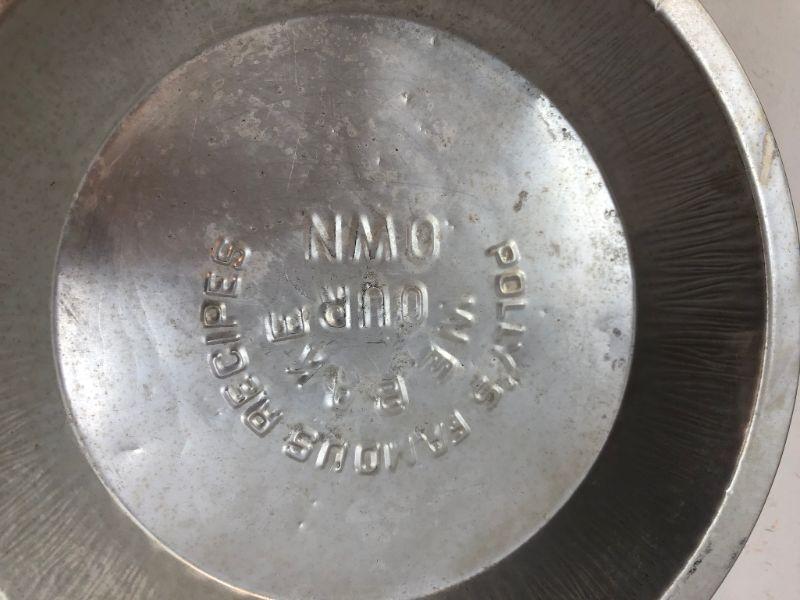 POLLY'S FAMOUS RECIPES
WE BAKE
OUR
OWN